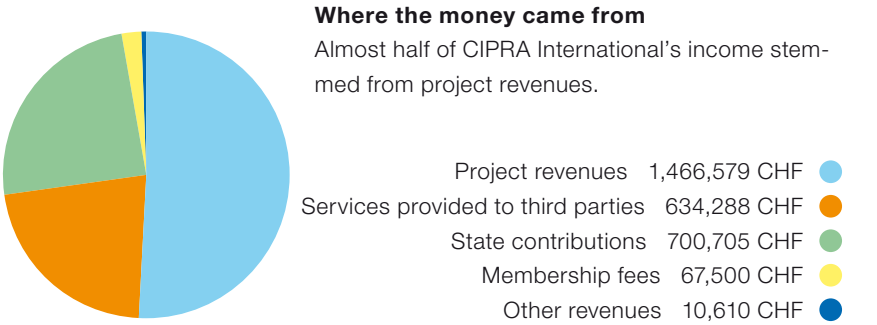 Where the money came from
Almost half of CIPRA International’s income stem-
med from project revenues.
Project revenues 1,466,579 CHF
Services provided to third parties 634,288 CHF
State contributions 700,705 CHF
Membership fees 67,500 CHF
Other revenues 10,610 CHF